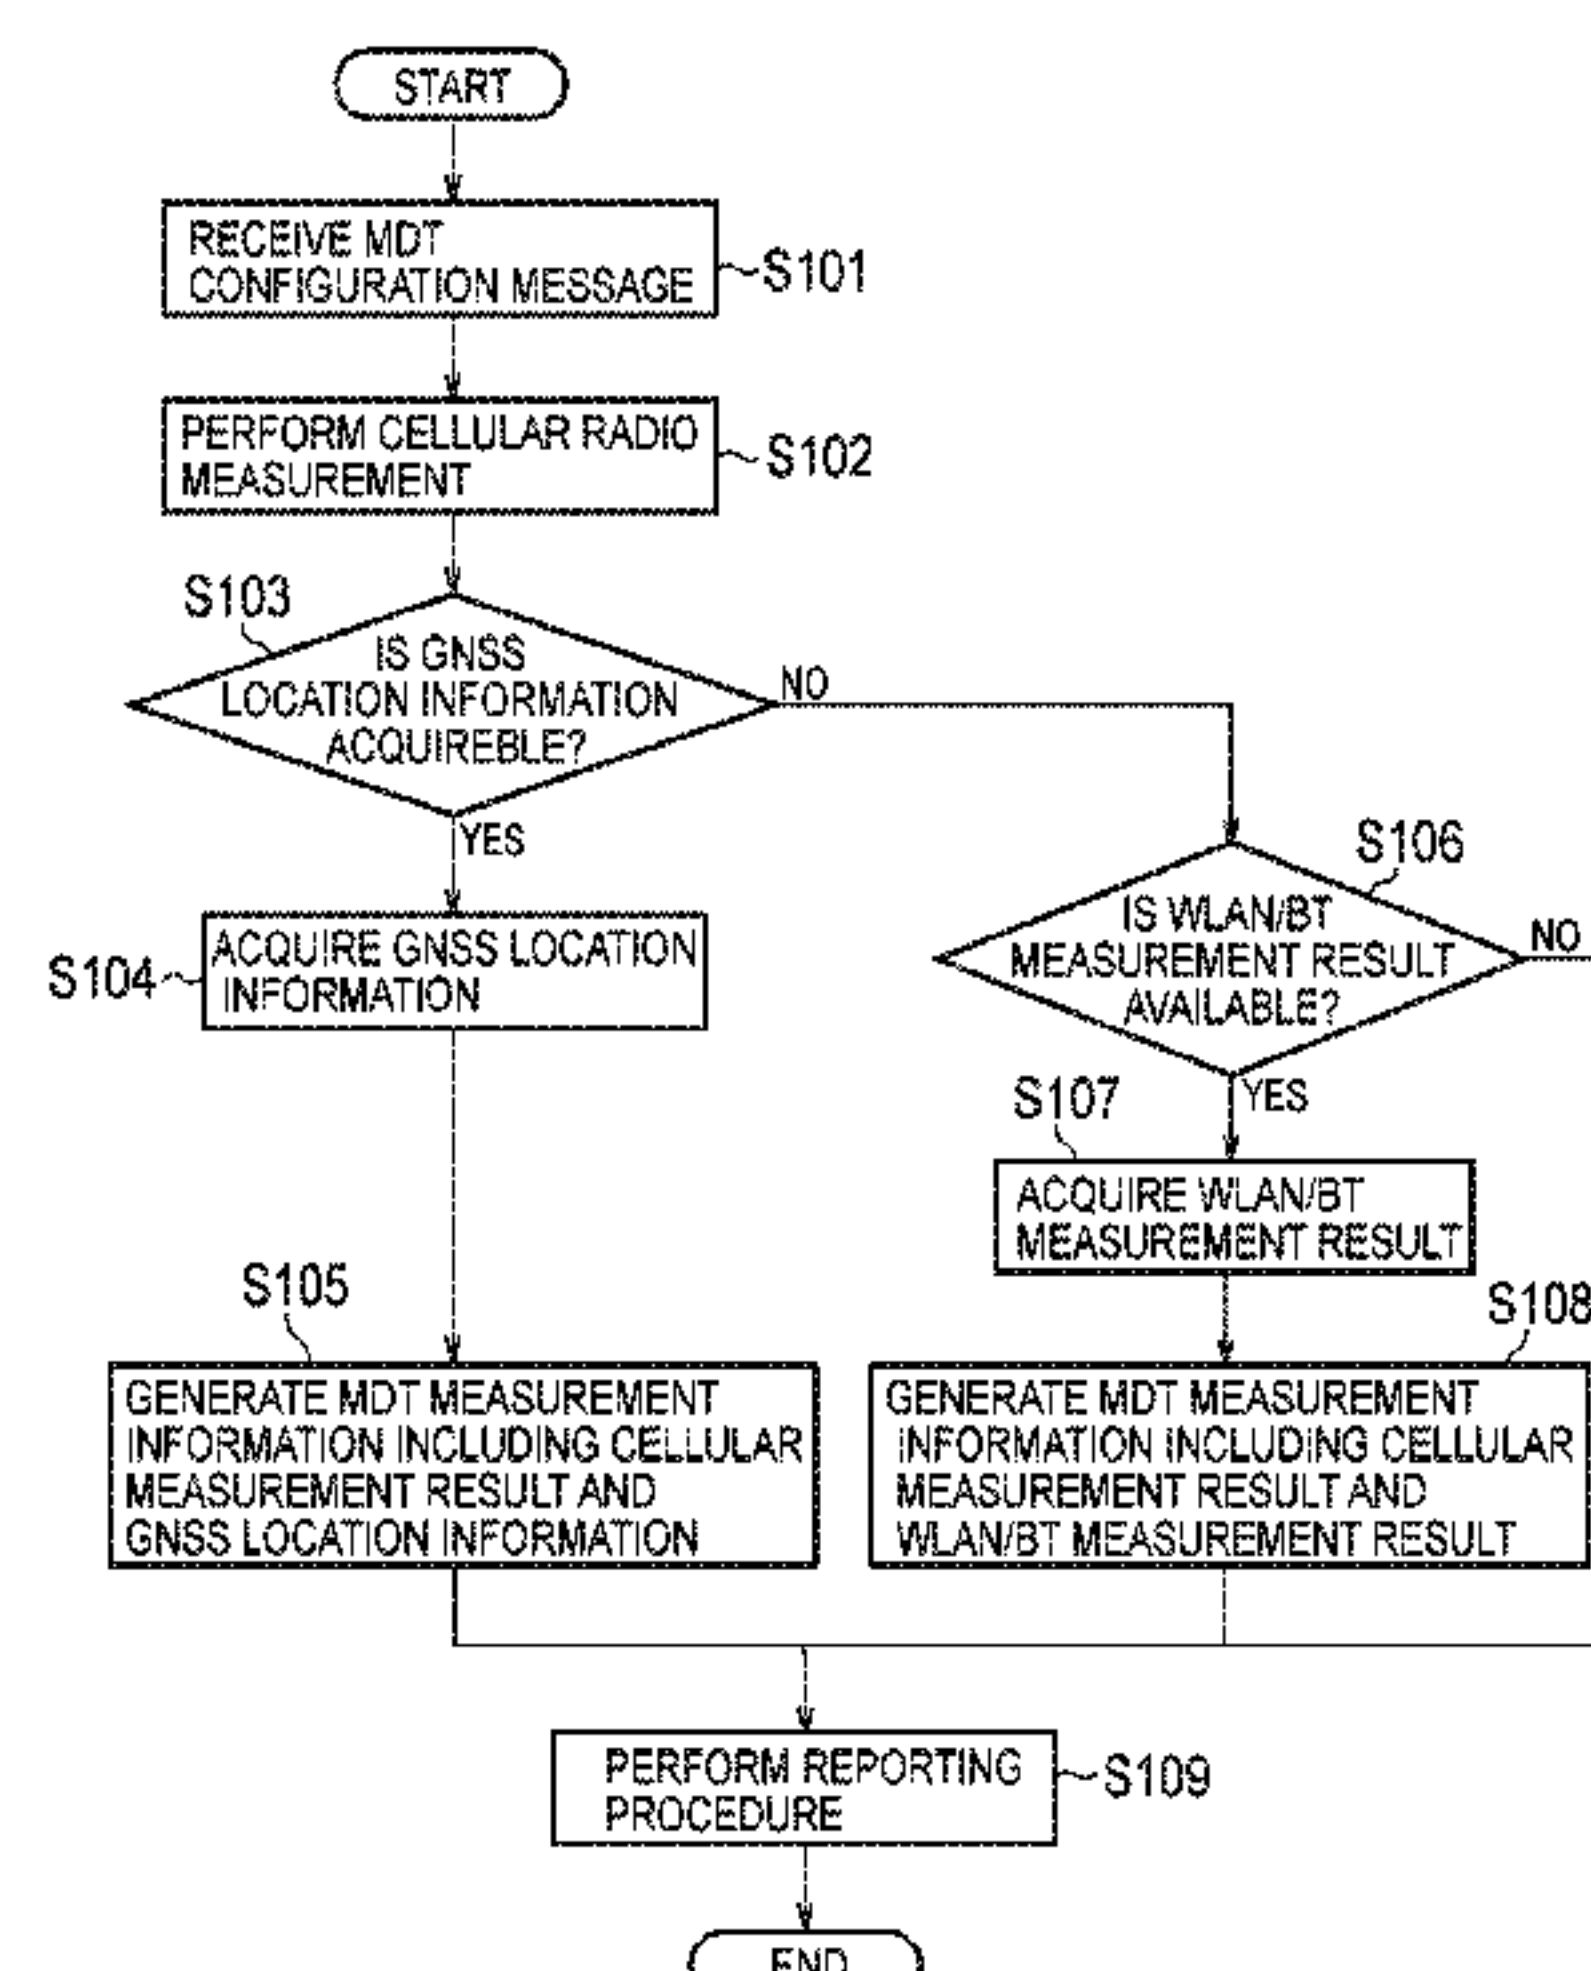 START
RECEIVE MDT
CONFIGURATION MESSAGE
S101
PERFORM CELLULAR RADIO
MEASUREMENT
S102
S103
IS GNSS
LOCATION INFORMATION
ACQUIREBLE?
NO
YES
S104
ACQUIRE GNSS LOCATION
INFORMATION
S106
IS WLAN/BT
MEASUREMENT RESULT
AVAILABLE?
NO
YES
S107
ACQUIRE WLAN/BT
MEASUREMENT RESULT
S105
GENERATE MDT MEASUREMENT
INFORMATION INCLUDING CELLULAR
MEASUREMENT RESULT AND
GNSS LOCATION INFORMATION
S108
GENERATE MDT MEASUREMENT
INFORMATION INCLUDING CELLULAR
MEASUREMENT RESULT AND
WLAN/BT MEASUREMENT RESULT
PERFORM REPORTING
PROCEDURE
S109
END